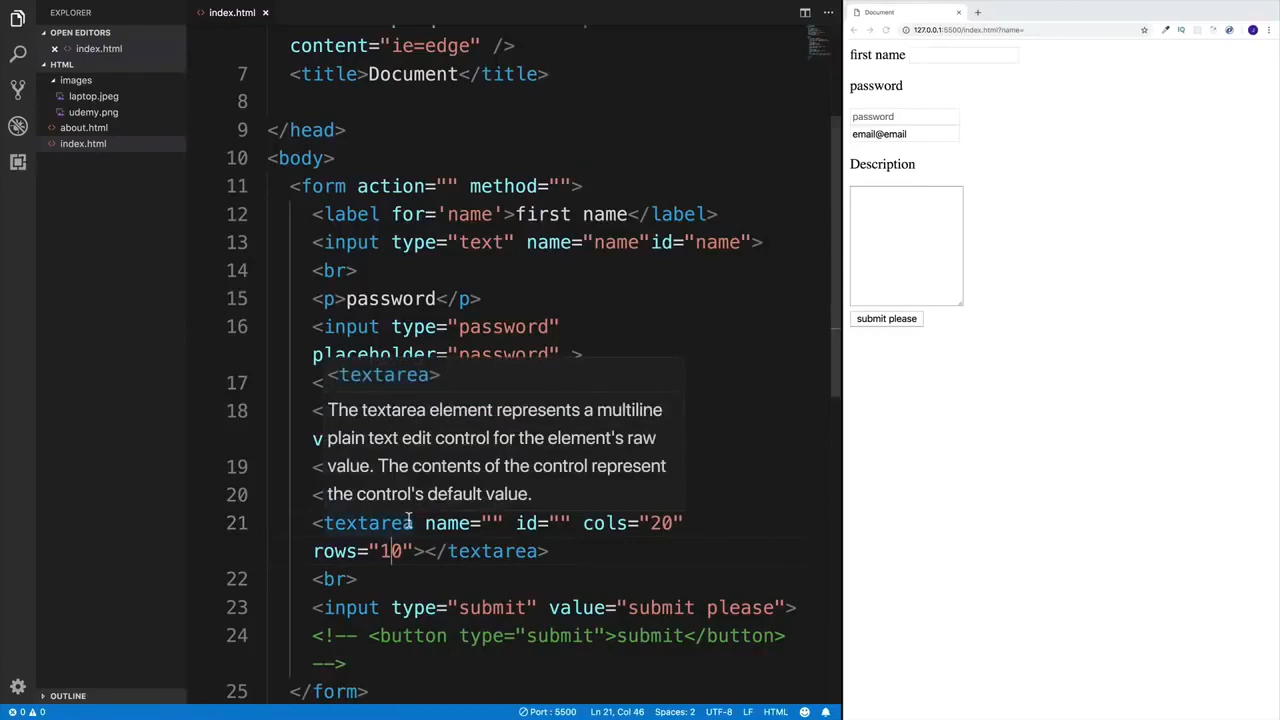 EXPLORER
OPEN EDITORS
index.html
HTML
images
laptop.jpeg
udemy.png
about.html
index.html
OUTLINE
index.html
content="ie=edge" />
7 <title>Document</title>
8
9 </head>
10 <body>
11 <form action="" method="">
12 <label for='name'>first name</label>
13 <input type="text" name="name"id="name">
14 <br>
15 <p>password</p>
16 <input type="password"
placeholder="password" >
17 <
18 <
v
19 <
20 <
<textarea>
The textarea element represents a multiline
plain text edit control for the element's raw
value. The contents of the control represent
the control's default value.
21 <textarea name="" id="" cols="20"
rows="10"></textarea>
22 <br>
23 <input type="submit" value="submit please">
24 <!-- <button type="submit">submit</button>
-->
25 </form>
0 0
Port : 5500 Ln 21, Col 46 Spaces: 2 UTF-8 LF HTML
Document
127.0.0.1:5500/index.html?name=
first name
password
password
email@email
Description
submit please